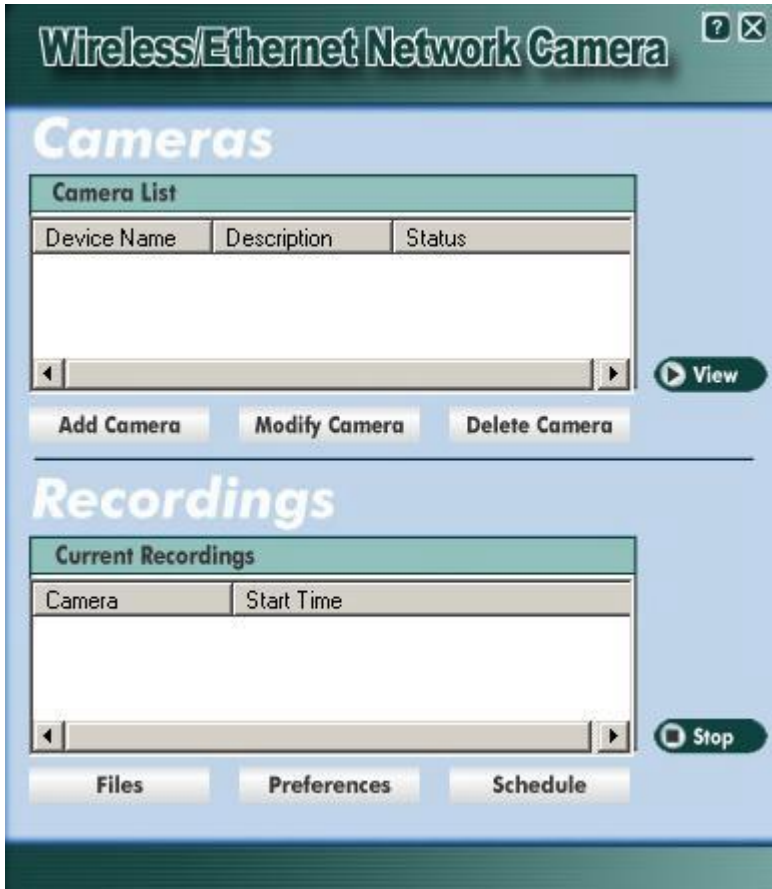 Wireless/Ethernet Network Camera
?
Cameras
Camera List
Device Name Description Status
View
Add Camera Modify Camera Delete Camera
Recordings
Current Recordings
Camera Start Time
Stop
Files Preferences Schedule